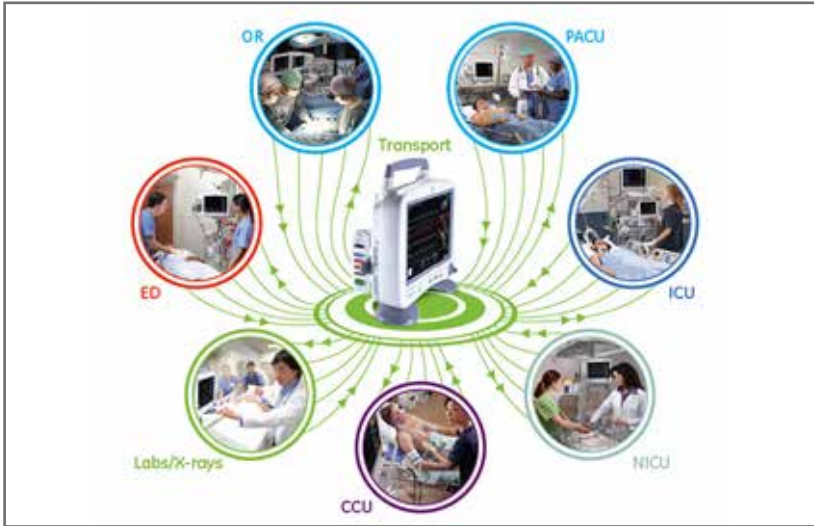 OR
PACU
Transport
ED
ICU
Labs/X-rays
NICU
CCU